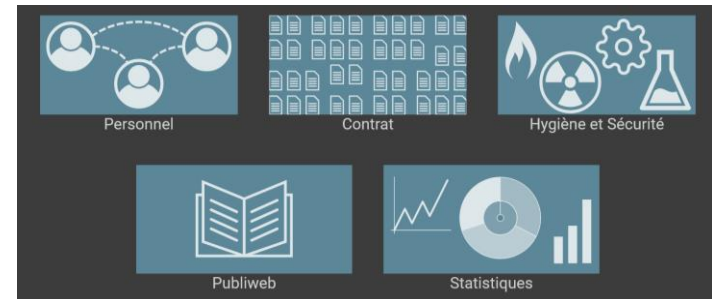 Personnel
Contrat
Hygiène et Sécurité
Publiweb
Statistiques